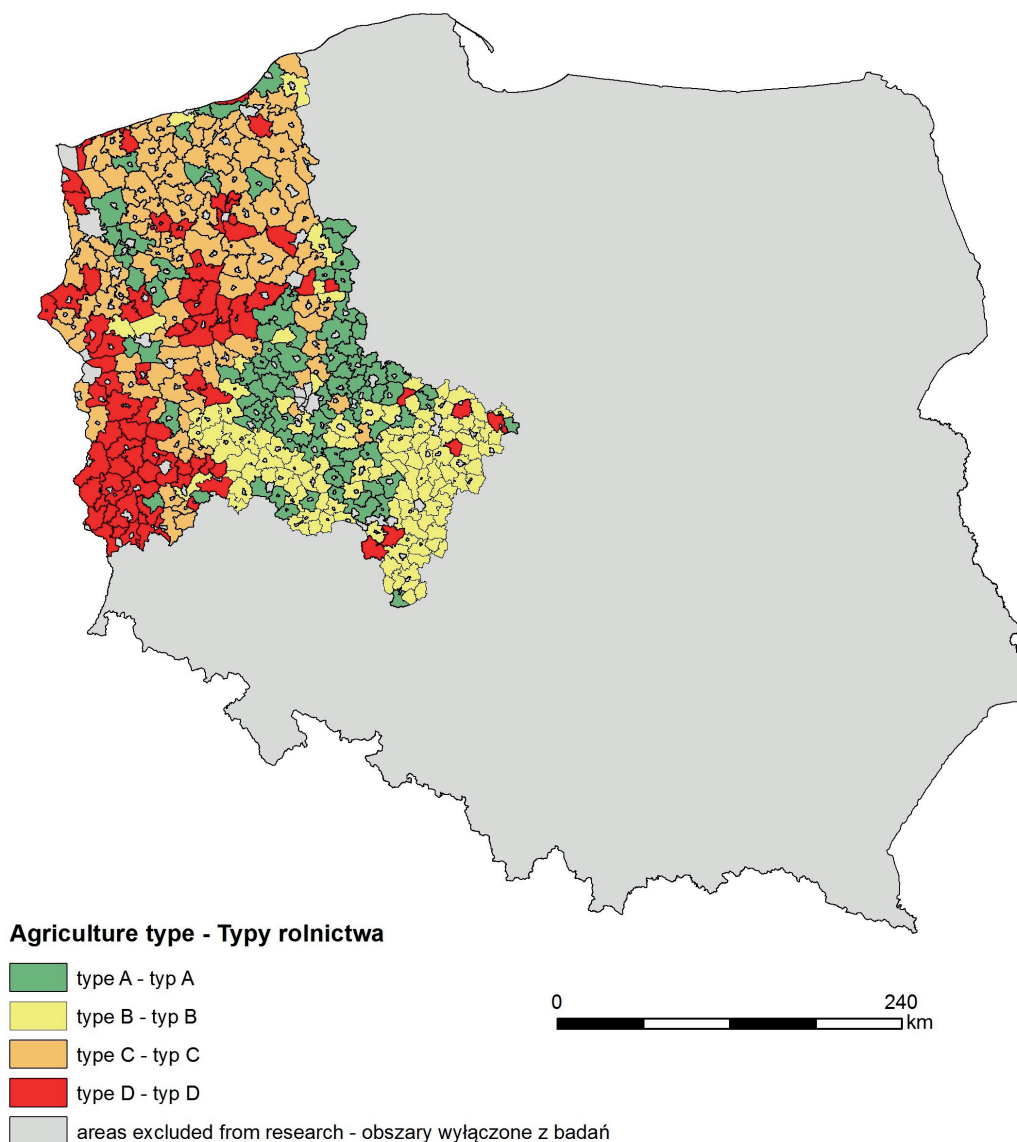 Agriculture type - Typy rolnictwa
type A - typ A
type B - typ B
type C - typ C
type D - typ D
areas excluded from research - obszary wyłączone z badań
0 240
km